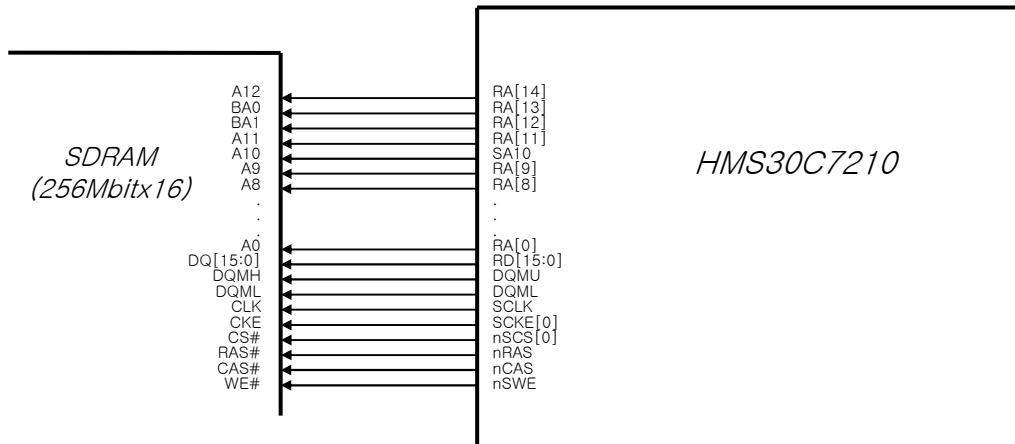 A12 RA[14]
BA0 RA[13]
BA1 RA[12]
A11 RA[11]
A10 SA10
A9 RA[9]
A8 RA[8]
. .
. .
. .
A0 RA[0]
DQ[15:0] RD[15:0]
DQMH DQMU
DQML DQML
CLK SCLK
CKE SCKE[0]
CS# nSCS[0]
RAS# nRAS
CAS# nCAS
WE# nSWE
SDRAM
(256Mbitx16)
HMS30C7210